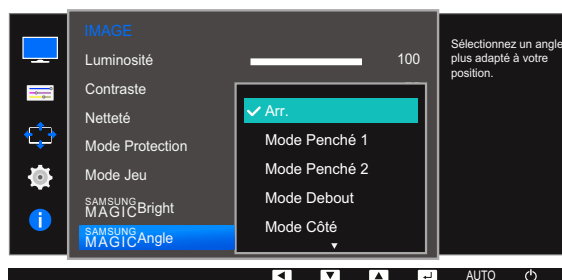 IMAGE
Luminosité 100
Contraste
Netteté
Mode Protection
Mode Jeu
SAMSUNG MAGICBright
SAMSUNG MAGICAngle
Arr.
Mode Penché 1
Mode Penché 2
Mode Debout
Mode Côté
Sélectionnez un angle
plus adapté à votre
position.
AUTO